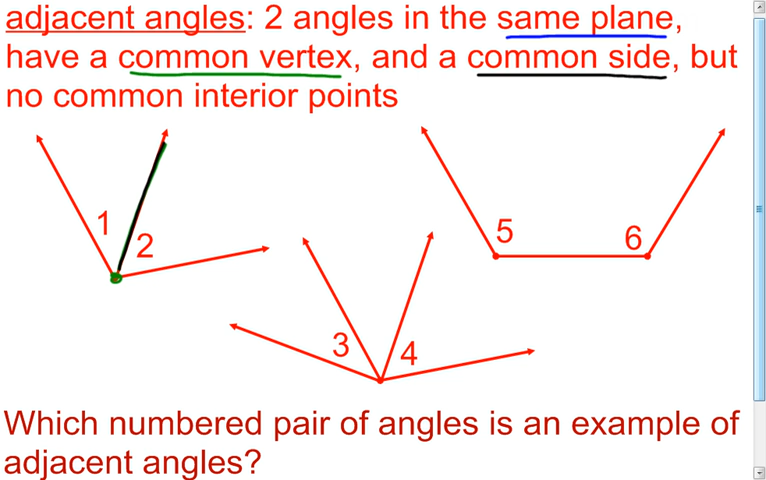 adjacent angles: 2 angles in the same plane,
have a common vertex, and a common side, but
no common interior points
1
2
3
4
5
6
Which numbered pair of angles is an example of
adjacent angles?